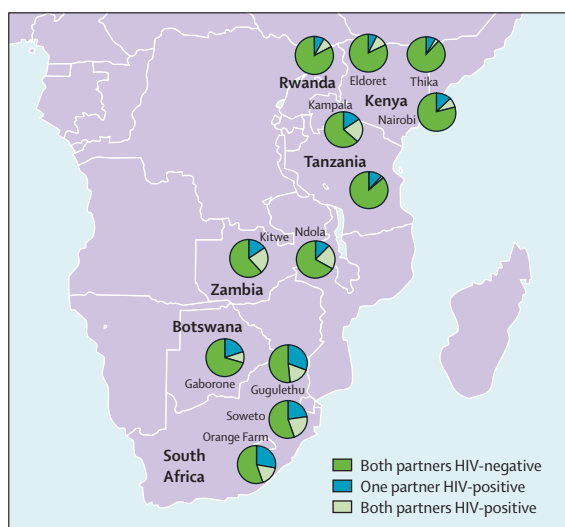 Rwanda
Eldoret
Thika
Kampala
Kenya
Nairobi
Tanzania
Kitwe
Ndola
Zambia
Botswana
Gaborone
Gugulethu
Soweto
Orange Farm
South
Africa
Both partners HIV-negative
One partner HIV-positive
Both partners HIV-positive